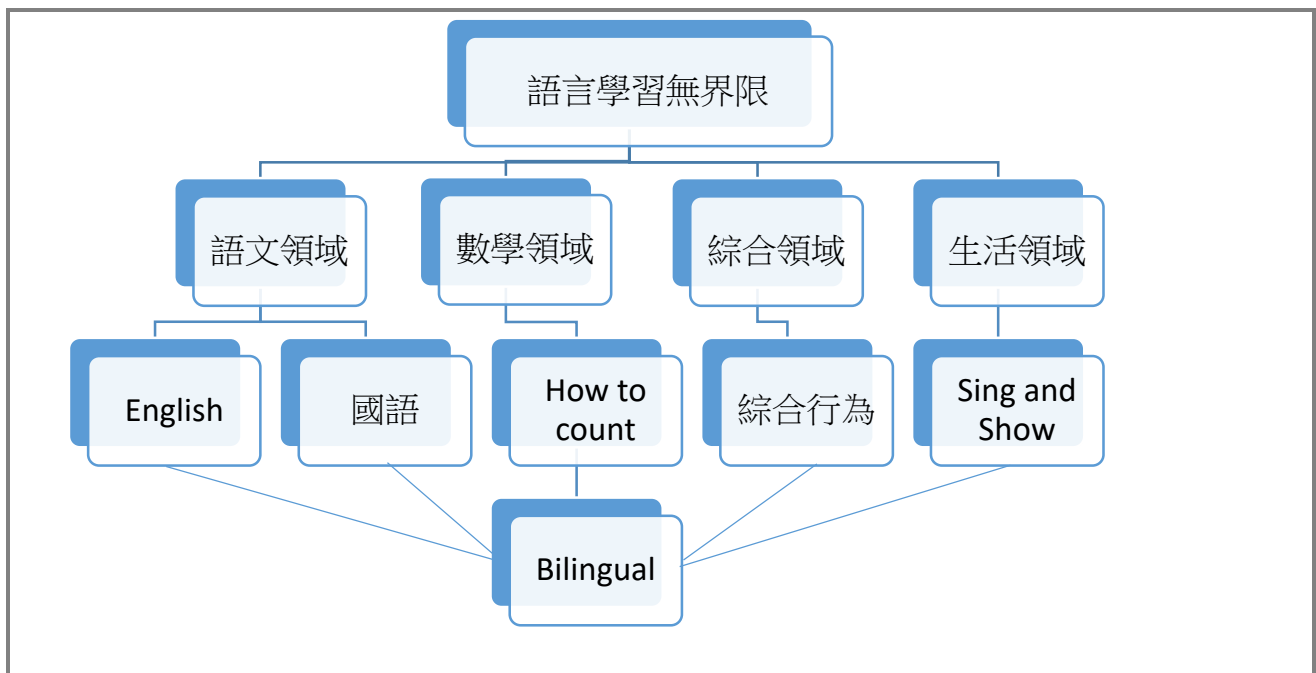 語言學習無界限
語文領域
數學領域
綜合領域
生活領域
English
國語
How to
count
綜合行為
Sing and
Show
Bilingual